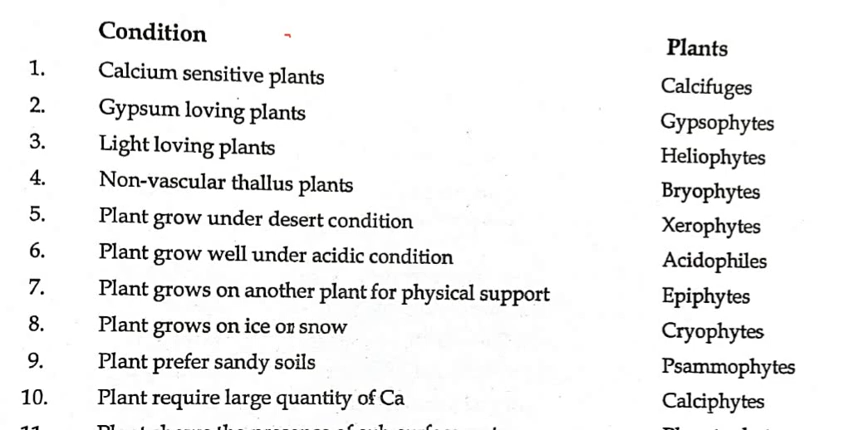 Condition Plants
1. Calcium sensitive plants Calcifuges
2. Gypsum loving plants Gypsophytes
3. Light loving plants Heliophytes
4. Non-vascular thallus plants Bryophytes
5. Plant grow under desert condition Xerophytes
6. Plant grow well under acidic condition Acidophiles
7. Plant grows on another plant for physical support Epiphytes
8. Plant grows on ice on snow Cryophytes
9. Plant prefer sandy soils Psammophytes
10. Plant require large quantity of Ca Calciphytes